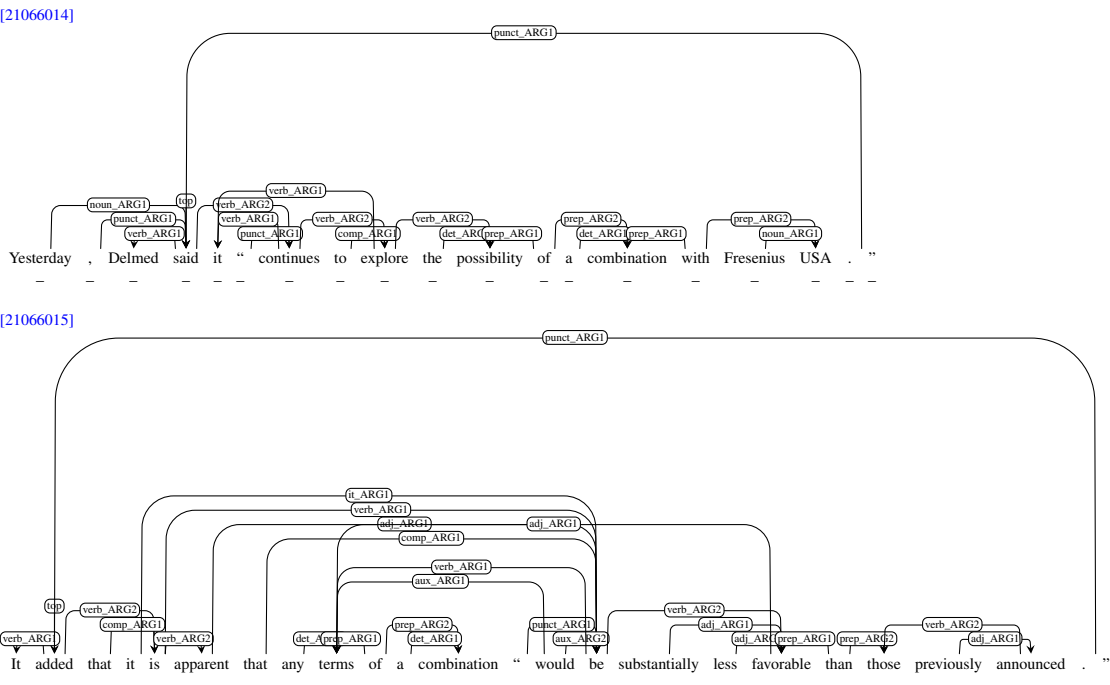 [21066014]
punct_ARG1
verb_ARG1
noun_ARG1 top verb_ARG2
punct_ARG1 verb_ARG1 verb_ARG2 verb_ARG2 prep_ARG2 prep_ARG2
verb_ARG1 punct_ARG1 comp_ARG1 det_ARG1 prep_ARG1 det_ARG1 prep_ARG1 noun_ARG1
Yesterday , Delmed said it “ continues to explore the possibility of a combination with Fresenius USA . ”
_ _ _ _ _ _ _ _ _ _ _ _ _ _ _ _ _ _ _
[21066015]
punct_ARG1
it_ARG1
verb_ARG1
adj_ARG1 adj_ARG1
comp_ARG1
verb_ARG1
aux_ARG1
top verb_ARG2 verb_ARG2
comp_ARG1 prep_ARG2 punct_ARG1 adj_ARG1 verb_ARG2
verb_ARG1 verb_ARG2 det_ARG1 prep_ARG1 det_ARG1 aux_ARG2 adj_ARG1 prep_ARG1 prep_ARG2 adj_ARG1
It added that it is apparent that any terms of a combination “ would be substantially less favorable than those previously announced . ”